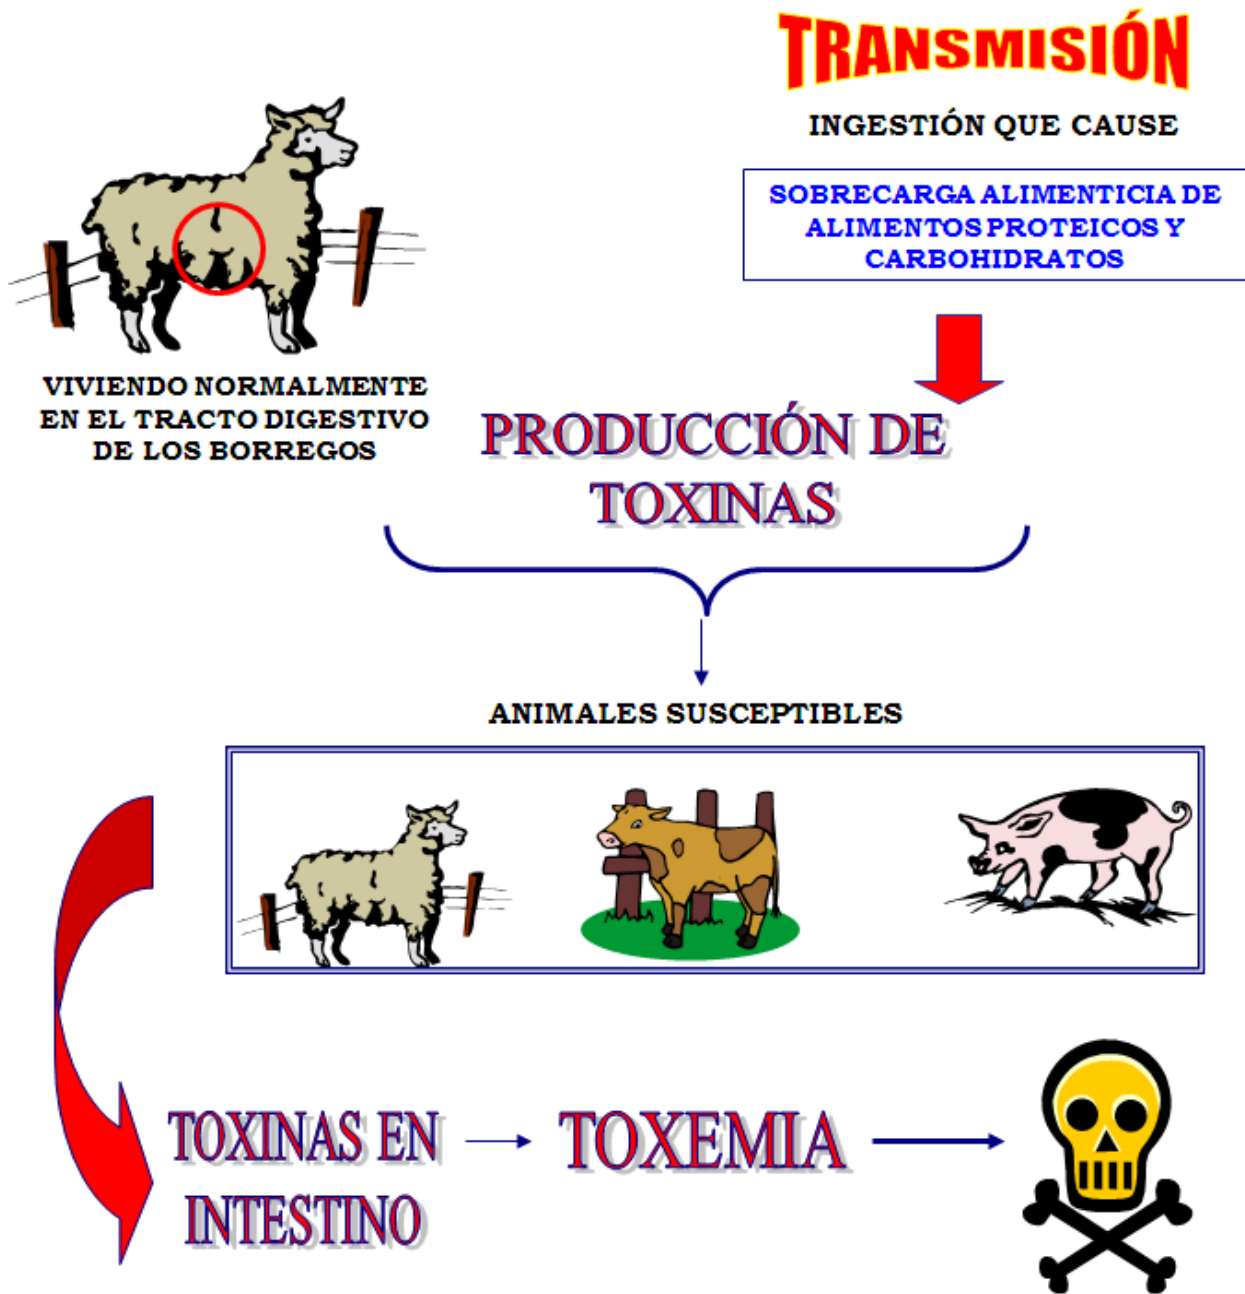 TRANSMISIÓN
INGESTIÓN QUE CAUSE
SOBRECARGA ALIMENTICIA DE
ALIMENTOS PROTEICOS Y
CARBOHIDRATOS
VIVIENDO NORMALMENTE
EN EL TRACTO DIGESTIVO
DE LOS BORREGOS
PRODUCCIÓN DE
TOXINAS
ANIMALES SUSCEPTIBLES
TOXINAS EN
INTESTINO
TOXEMIA